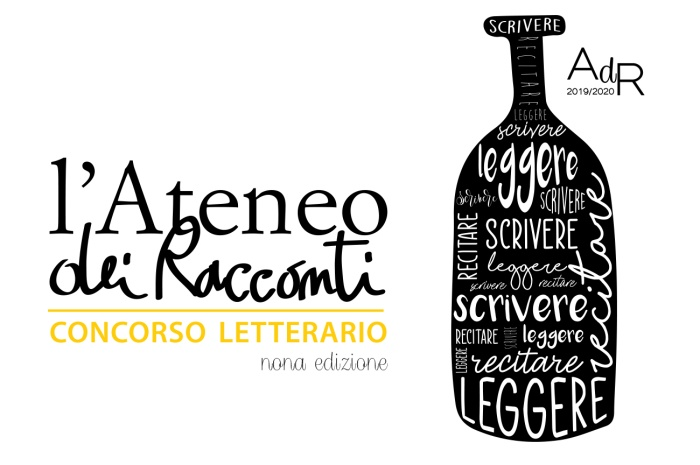 l'Ateneo
dei Racconti
CONCORSO LETTERARIO
nona edizione
SCRIVERE
RECITARE
LEGGERE
scrivere
leggere
scrivere
SCRIVERE
RECITARE
SCRIVERE
recitare
leggere
scrivere
recitare
scrivere
RECITARE
SCRIVERE
leggere
LEGGERE
recitare
LEGGERE
AdR
2019/2020